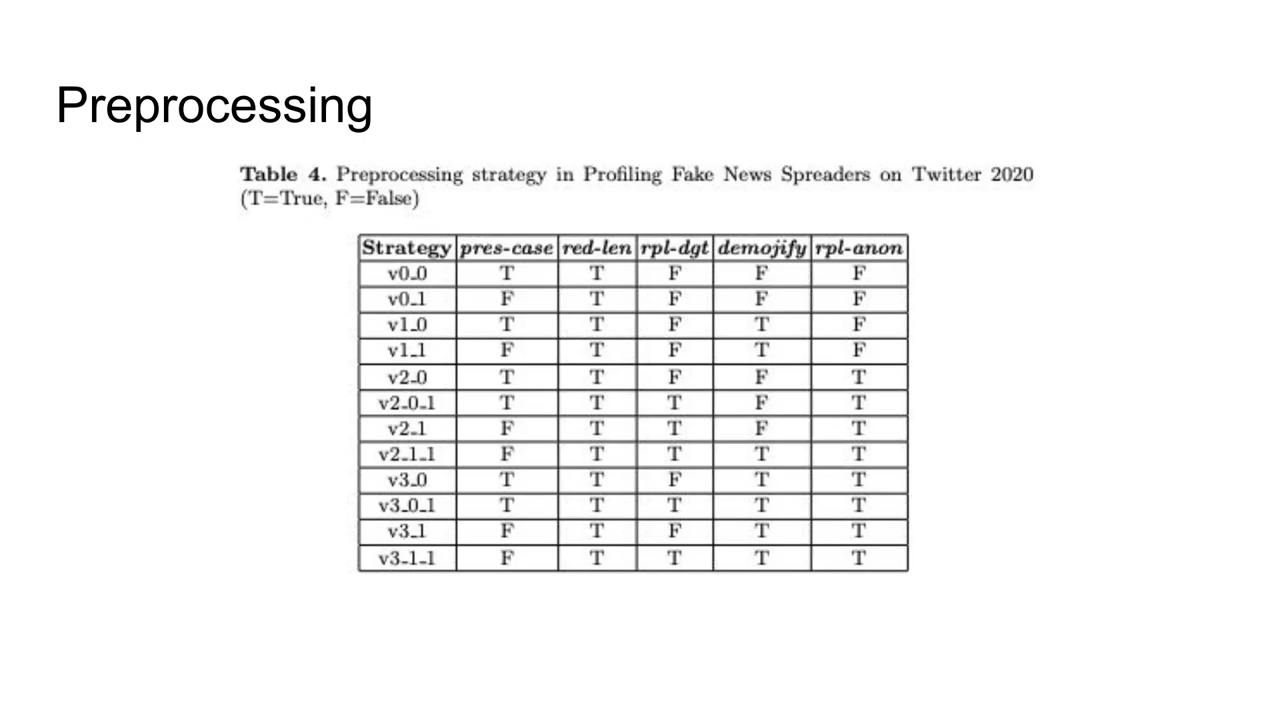 Preprocessing
Table 4. Preprocessing strategy in Profiling Fake News Spreaders on Twitter 2020
(T=True, F=False)
Strategy pres-case red-len rpl-dgt demojify rpl-anon
v0_0 T T F F F
v0_1 F T F F F
v1_0 T T F T F
v1_1 F T F T F
v2_0 T T F F T
v2_0_1 T T T F T
v2_1 F T T F T
v2_1_1 F T T T T
v3_0 T T F T T
v3_0_1 T T T T T
v3_1 F T F T T
v3_1_1 F T T T T